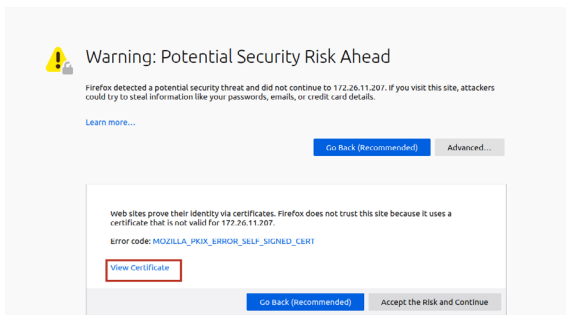 Warning: Potential Security Risk Ahead
Firefox detected a potential security threat and did not continue to 172.26.11.207. If you visit this site, attackers
could try to steal information like your passwords, emails, or credit card details.
Learn more...
Go Back (Recommended) Advanced...
Web sites prove their identity via certificates. Firefox does not trust this site because it uses a
certificate that is not valid for 172.26.11.207.
Error code: MOZILLA_PKIX_ERROR_SELF_SIGNED_CERT
View Certificate
Go Back (Recommended) Accept the Risk and Continue